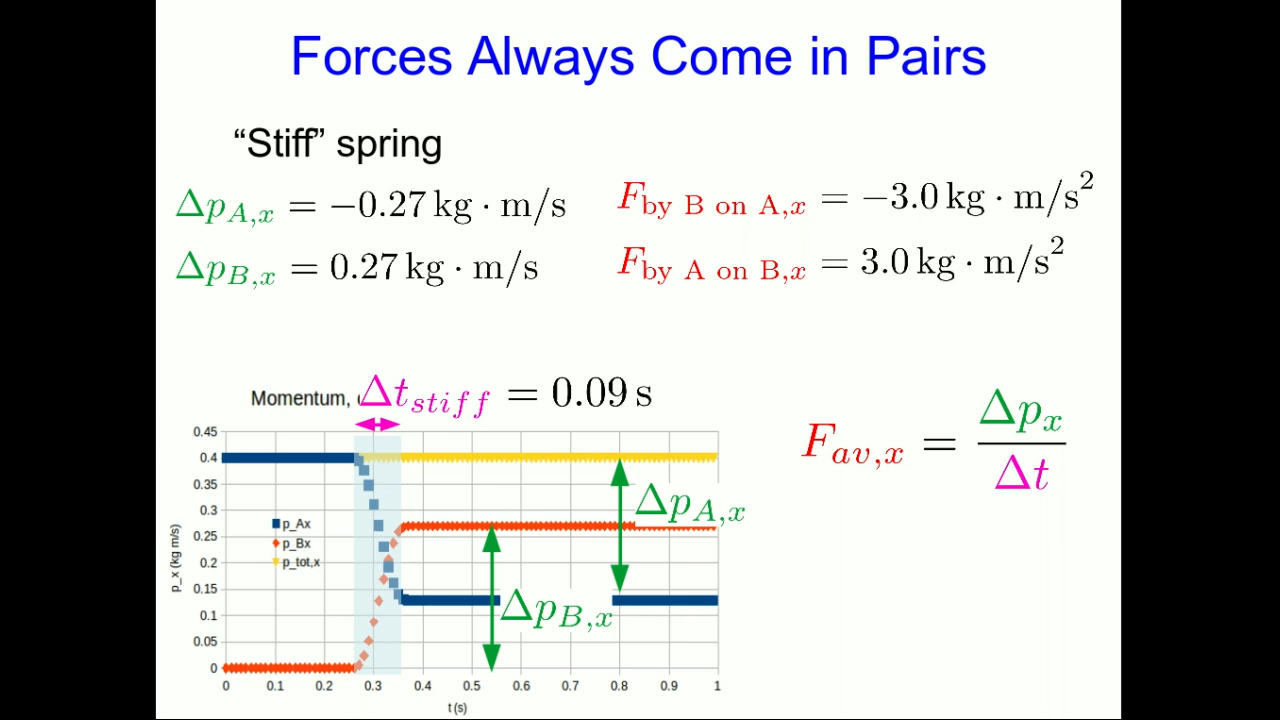 Forces Always Come in Pairs
“Stiff” spring
Δp_{A,x} = −0.27 kg · m/s
F_{by B on A,x} = −3.0 kg · m/s²
Δp_{B,x} = 0.27 kg · m/s
F_{by A on B,x} = 3.0 kg · m/s²
Momentum,
Δt_{stiff} = 0.09 s
F_{av,x} = Δp_x / Δt
p_x (kg m/s)
0.45
0.4
0.35
0.3
0.25
0.2
0.15
0.1
0.05
0
p_Ax
p_Bx
p_tot,x
Δp_{A,x}
Δp_{B,x}
0 0.1 0.2 0.3 0.4 0.5 0.6 0.7 0.8 0.9 1
t (s)